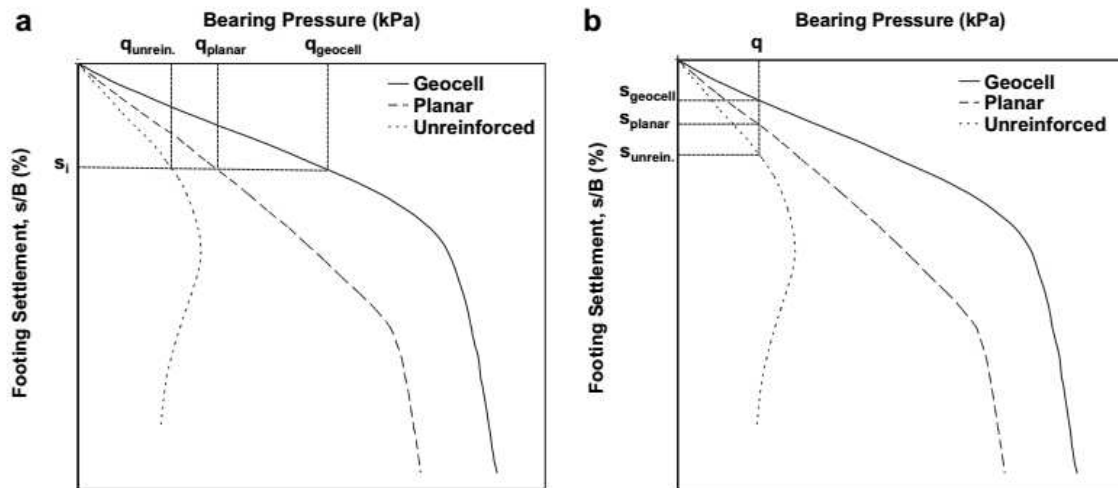 a
Bearing Pressure (kPa)
qunrein. qplanar qgeocell
Geocell
Planar
Unreinforced
si
Footing Settlement, s/B (%)
b
Bearing Pressure (kPa)
q
Geocell
Planar
Unreinforced
sgeocell
splanar
sunrein.
Footing Settlement, s/B (%)